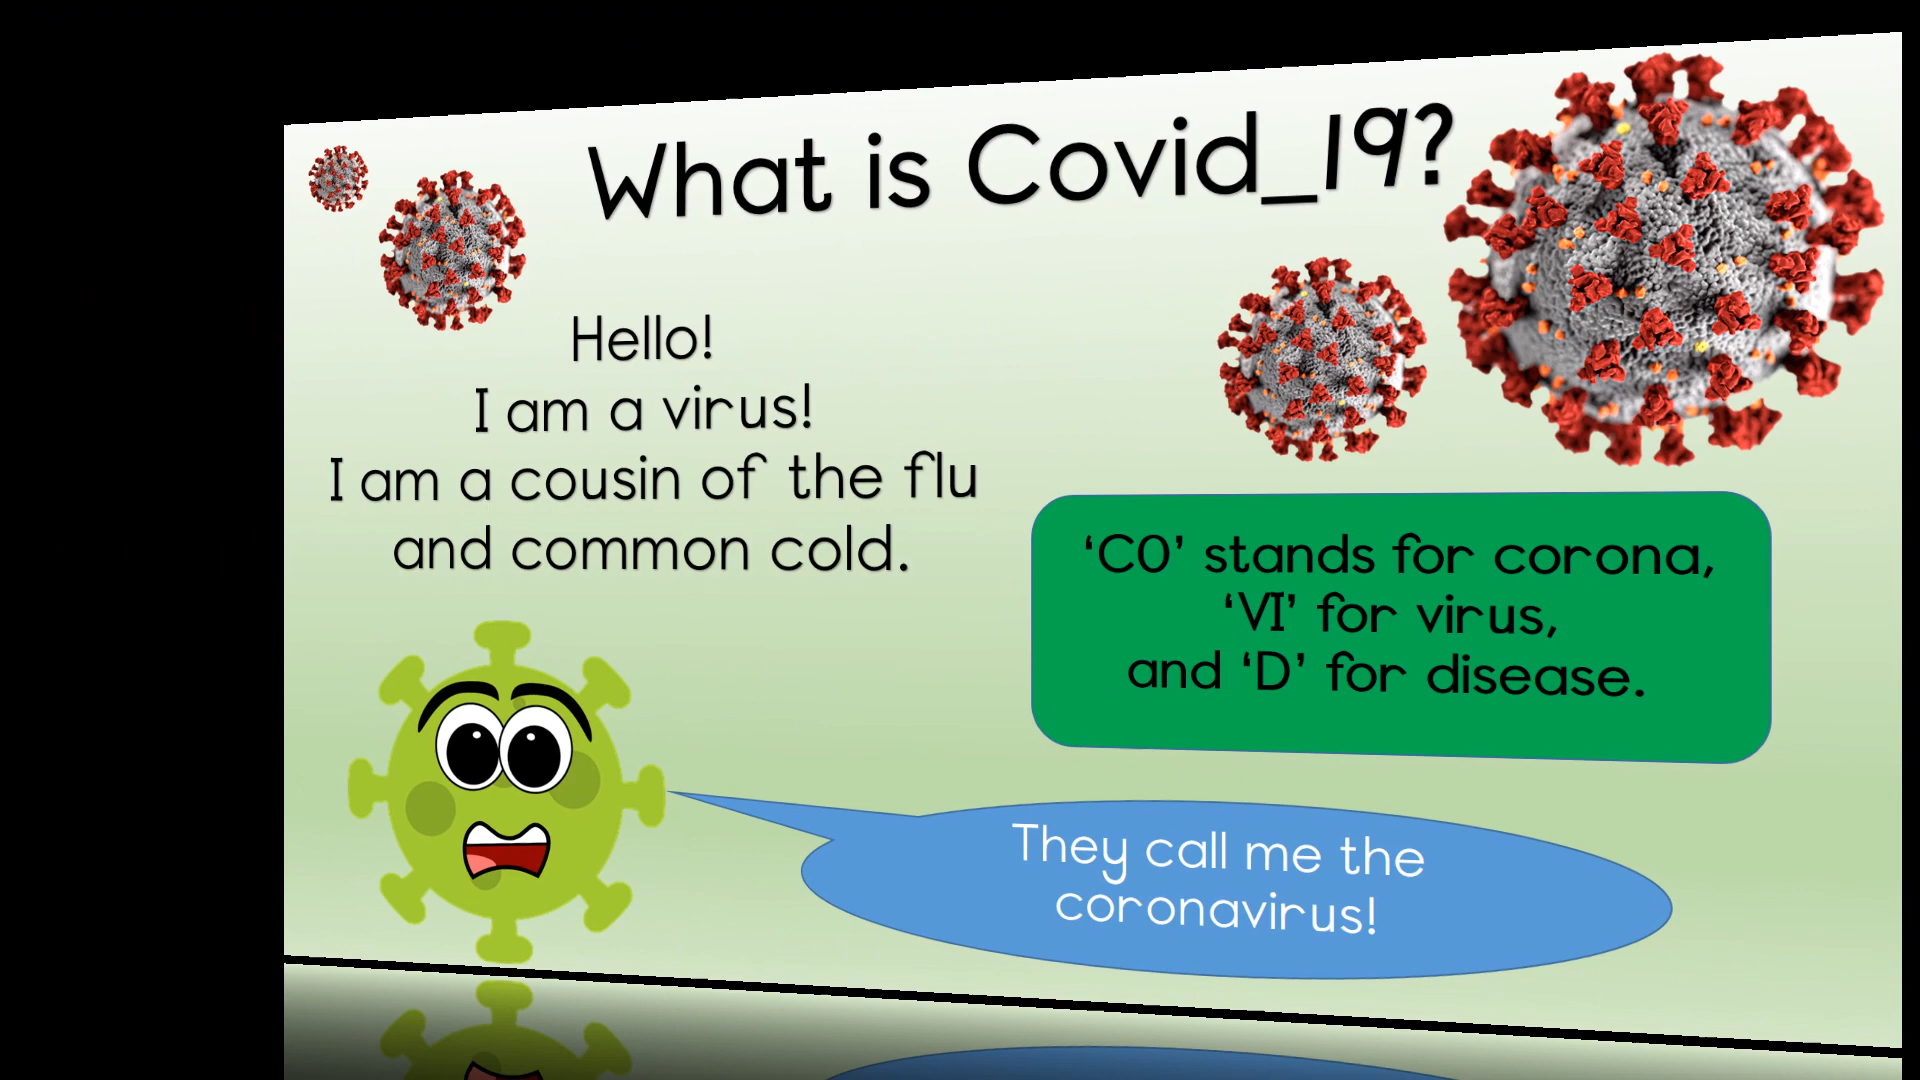 What is Covid_19?
Hello!
I am a virus!
I am a cousin of the flu
and common cold.
‘C0’ stands for corona,
‘VI’ for virus,
and ‘D’ for disease.
They call me the
coronavirus!